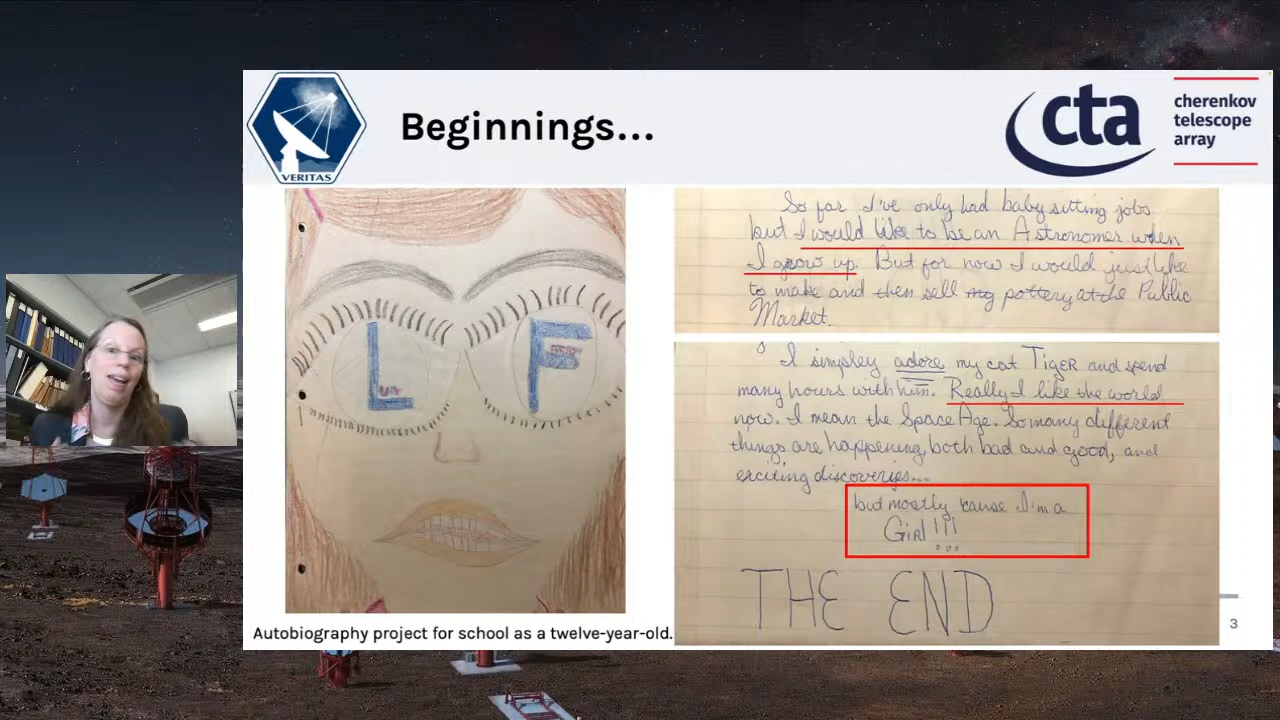 VERITAS
Beginnings...
cta
cherenkov
telescope
array
L
F
So far I've only had baby sitting jobs
but I would like to be an Astronomer when
I grow up. But for now I would just like
to make and then sell my pottery at the Public
Market.
I simpley adore my cat Tiger and spend
many hours with him. Really I like the world
now. I mean the Space Age. So many different
things are happening, both bad and good, and
exciting discoverys...
but mostly 'cause I'm a
GiRl!!!
THE END
Autobiography project for school as a twelve-year-old.
3